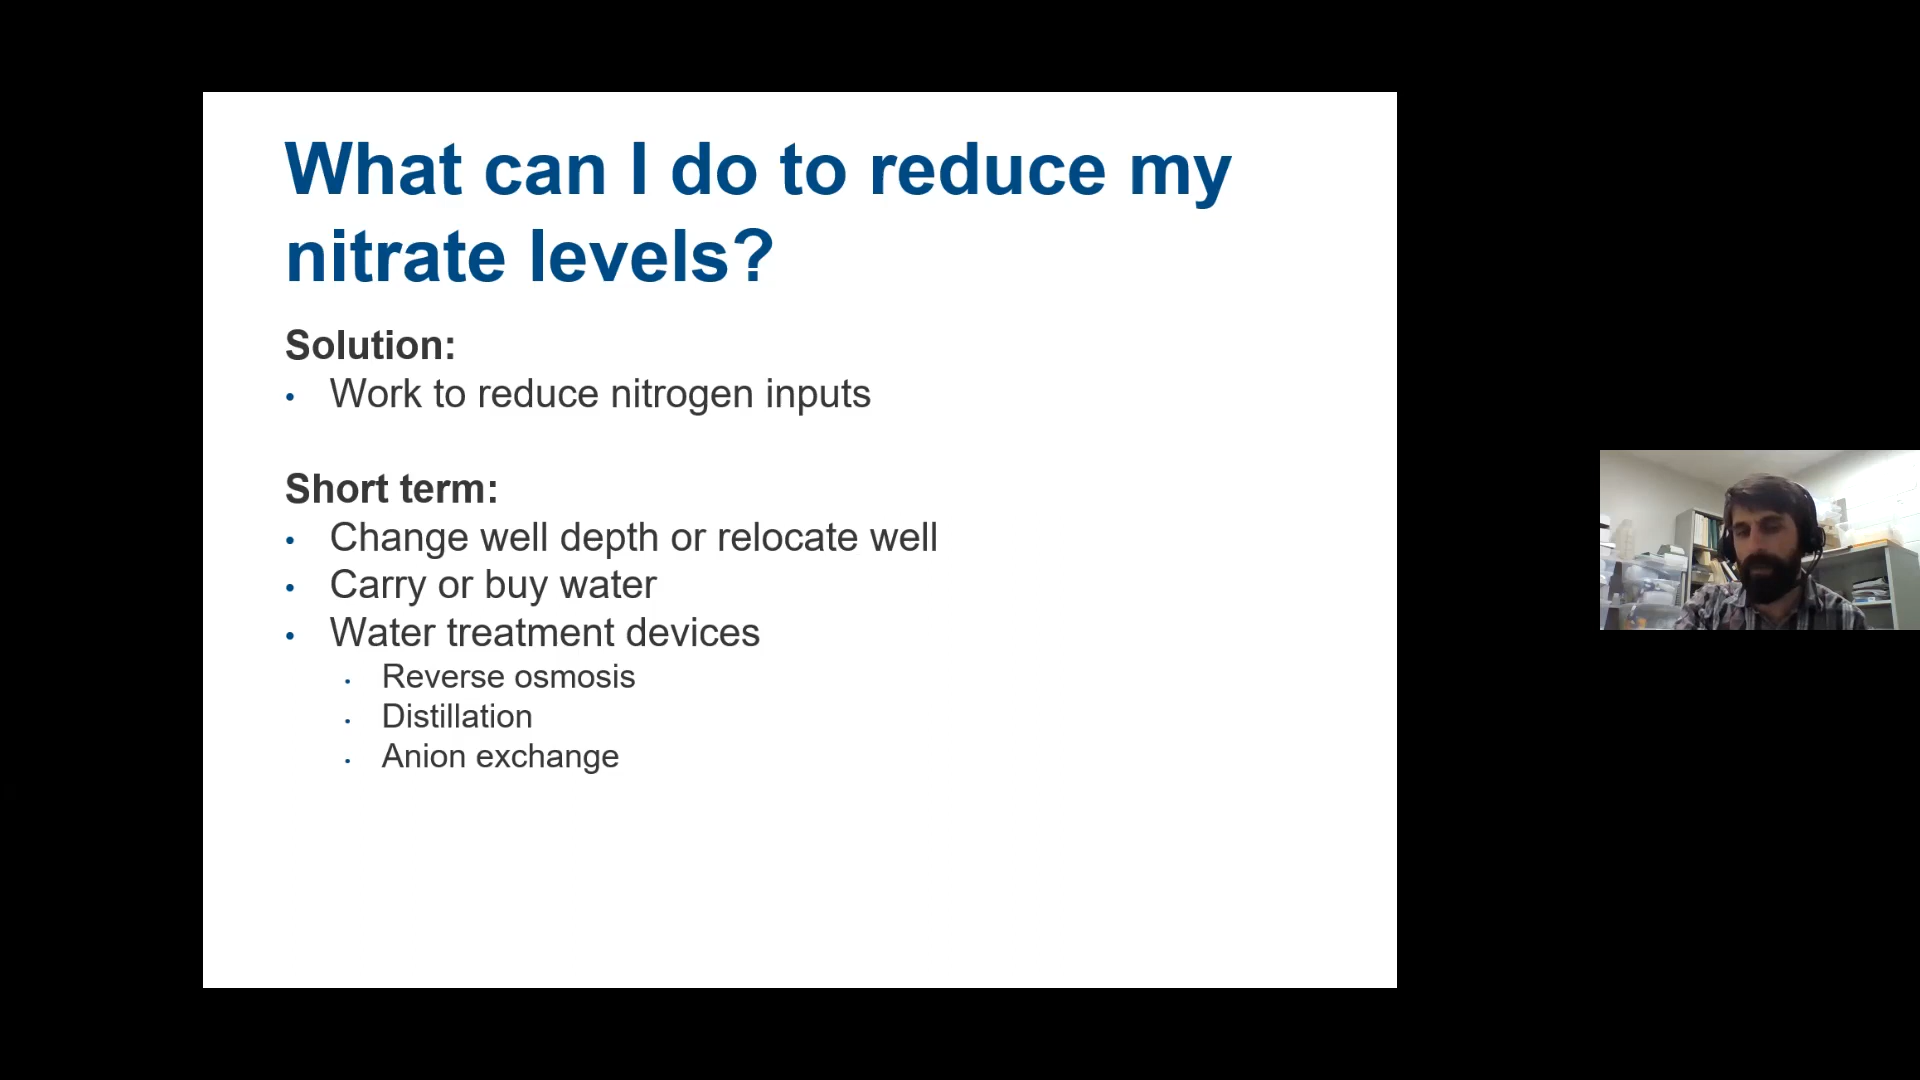 What can I do to reduce my
nitrate levels?
Solution:
• Work to reduce nitrogen inputs
Short term:
• Change well depth or relocate well
• Carry or buy water
• Water treatment devices
• Reverse osmosis
• Distillation
• Anion exchange